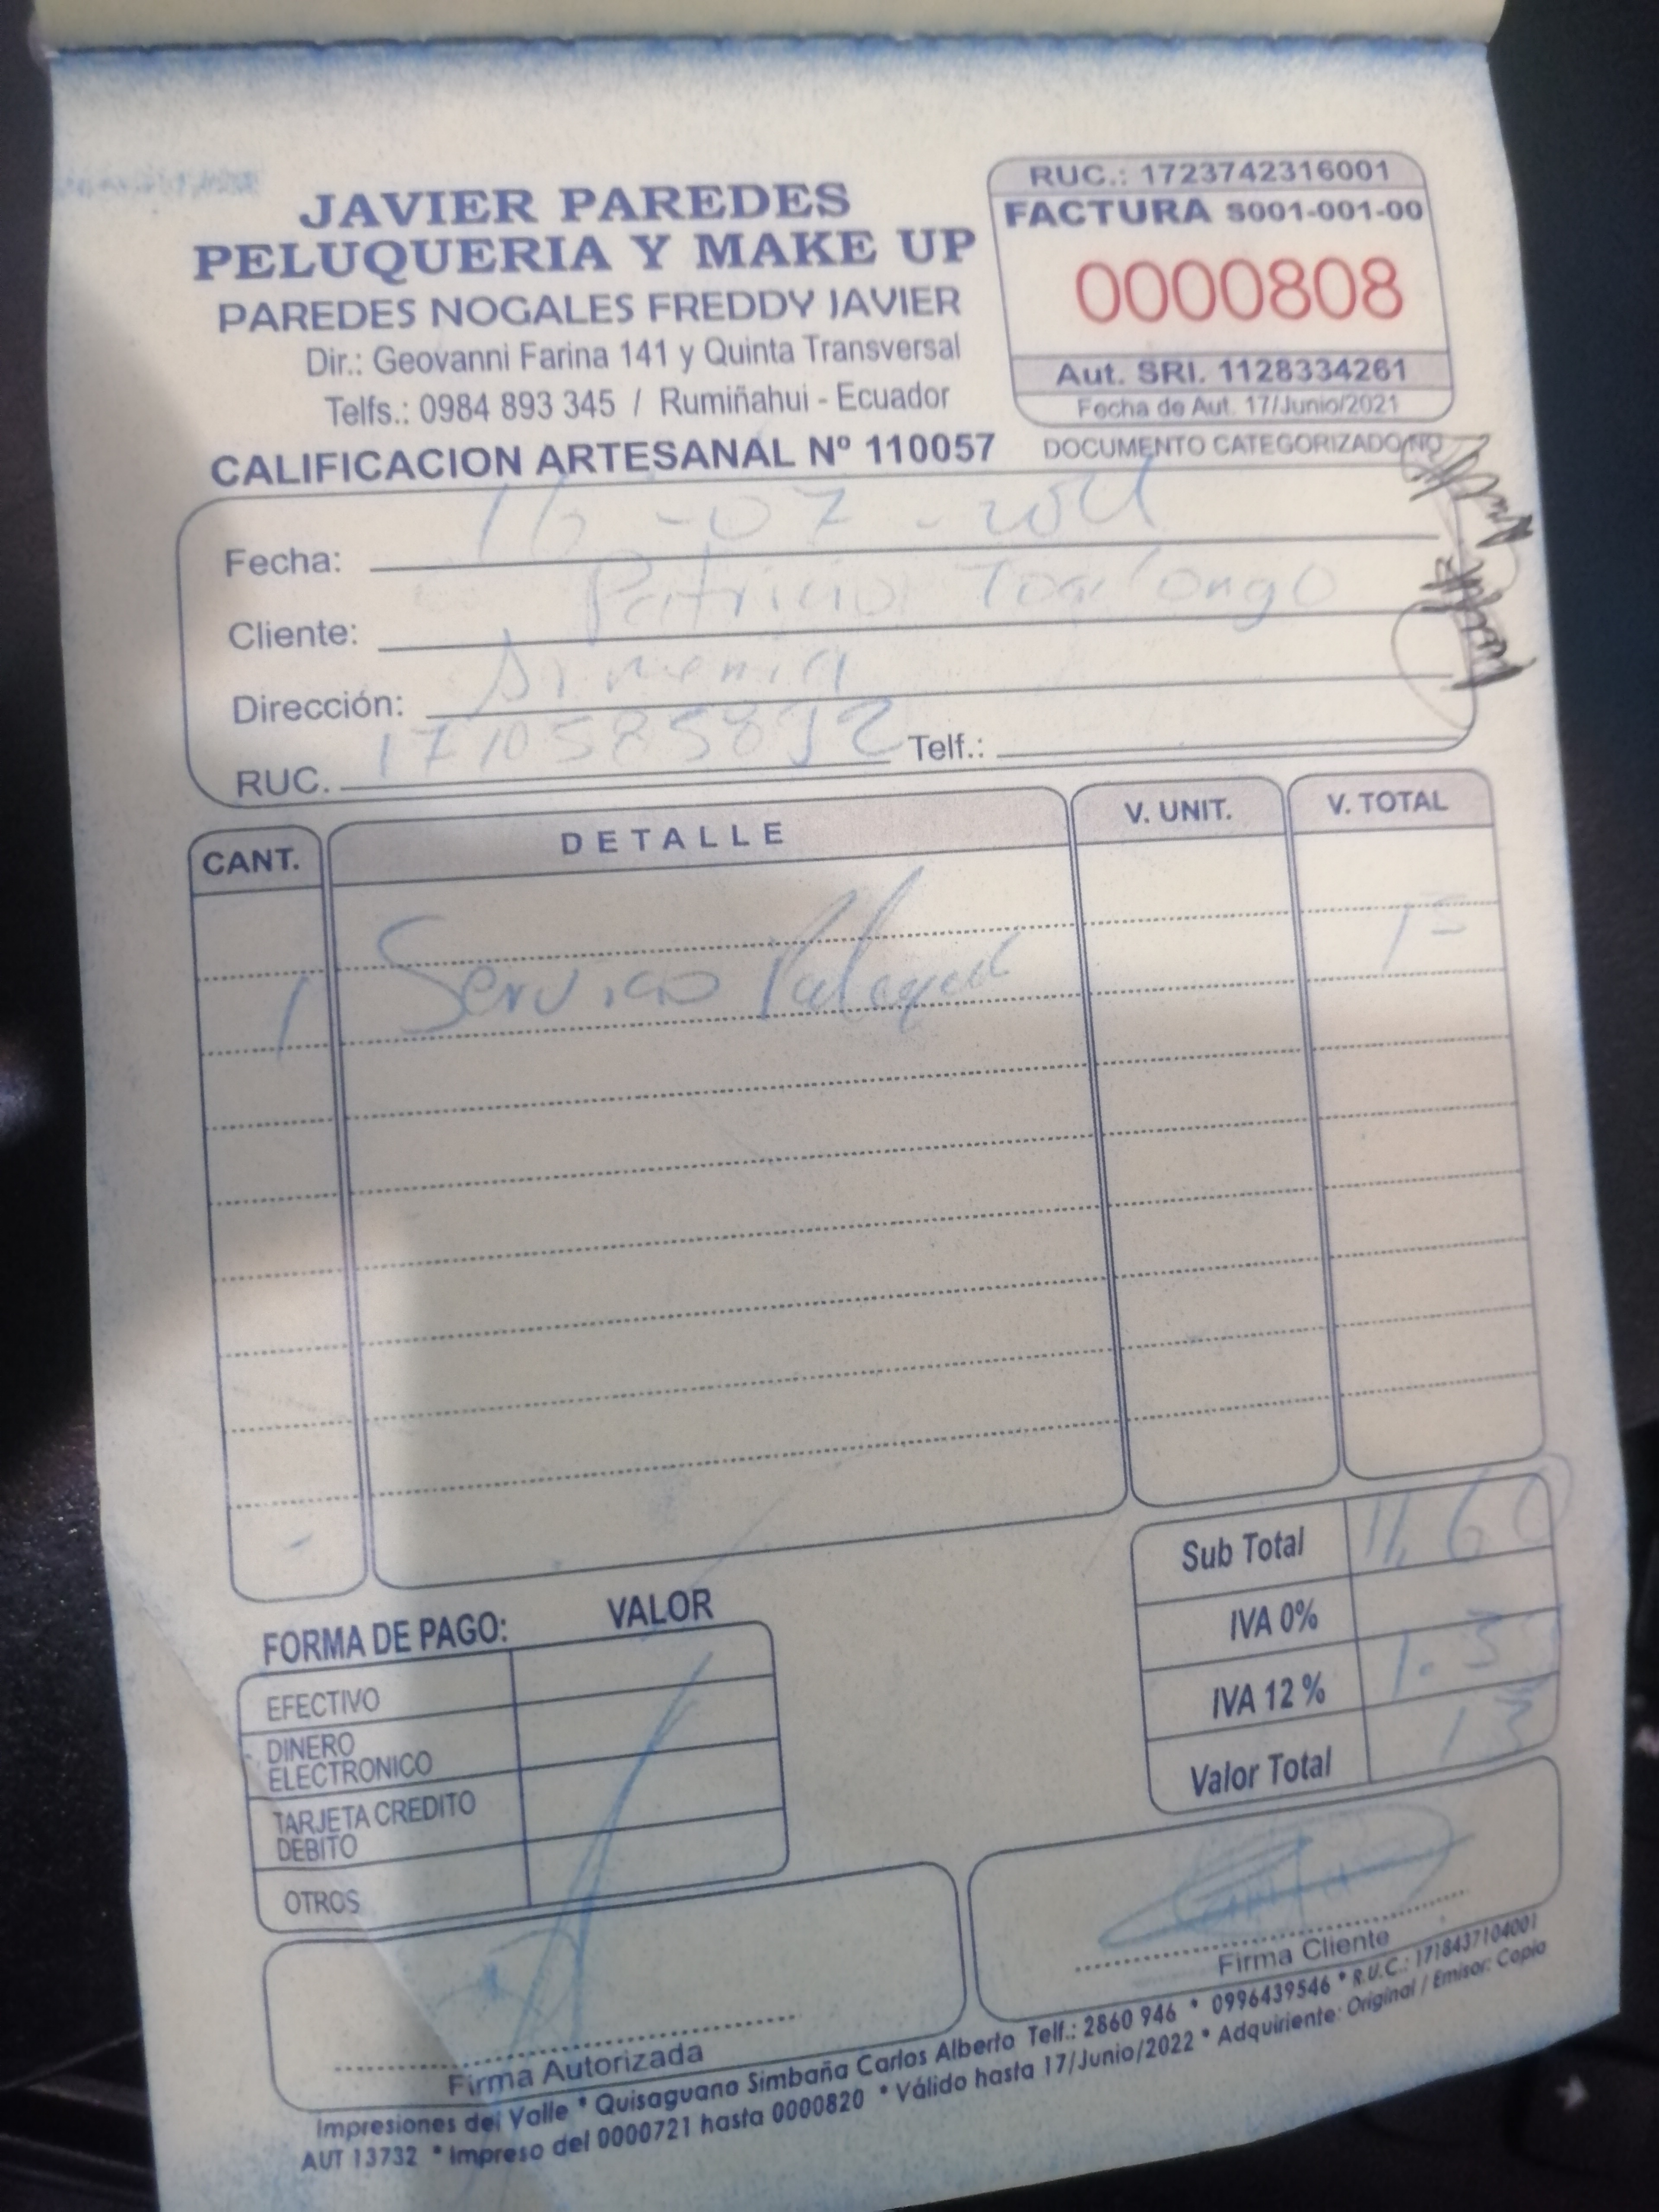 JAVIER PAREDES
PELUQUERIA Y MAKE UP
PAREDES NOGALES FREDDY JAVIER
Dir.: Geovanni Farina 141 y Quinta Transversal
Telfs.: 0984 893 345 / Rumiñahui - Ecuador
CALIFICACION ARTESANAL Nº 110057
RUC.: 1723742316001
FACTURA S001-001-00
0000808
Aut. SRI. 1128334261
Fecha de Aut. 17/Junio/2021
DOCUMENTO CATEGORIZADO NO
Fecha: 16-07-2021
Cliente: Patricio Toalongo
Dirección: Armenia
RUC. 1710585892 Telf.:
CANT. DETALLE V. UNIT. V. TOTAL
1 Servicio
Sub Total 11,60
IVA 0%
IVA 12 % 1.3
Valor Total 13
FORMA DE PAGO: VALOR
EFECTIVO
DINERO
ELECTRONICO
TARJETA CREDITO
DEBITO
OTROS
Firma Autorizada
Firma Cliente
Impresiones del Valle * Quisaguano Simbaña Carlos Alberto Telf.: 2860 946 * 0996439546 * R.U.C.: 1718437104001
AUT 13732 * Impreso del 0000721 hasta 0000820 * Válido hasta 17/Junio/2022 * Adquiriente: Original / Emisor: Copia